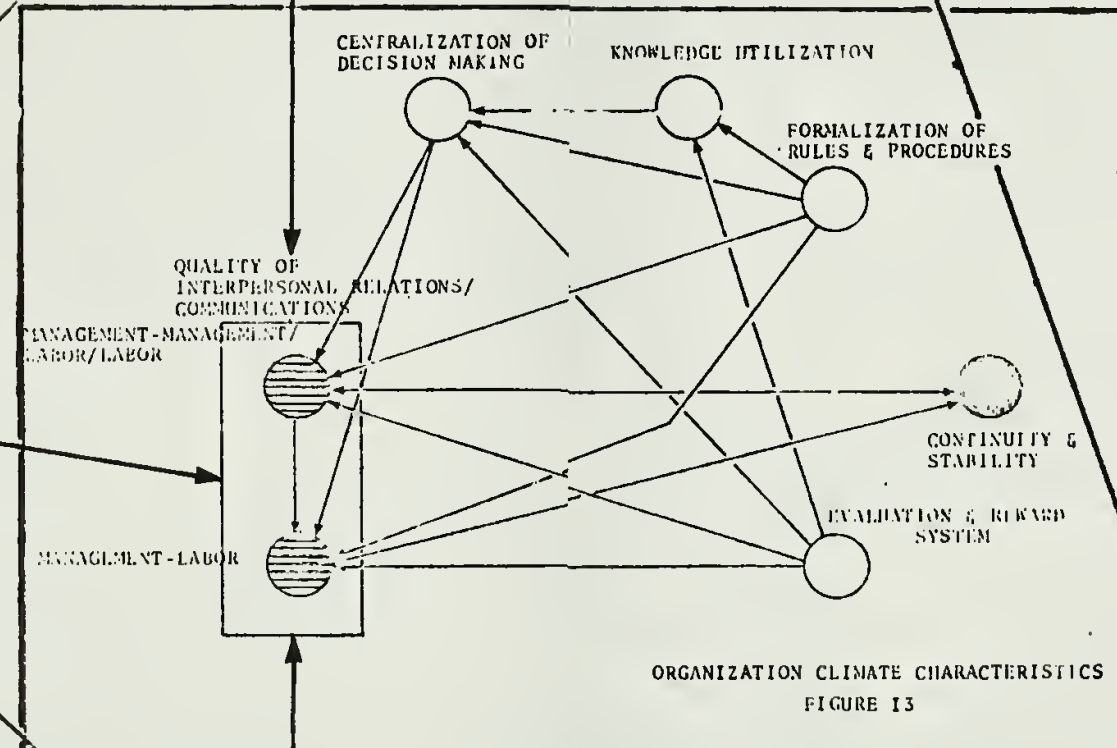 CENTRALIZATION OF
DECISION MAKING
KNOWLEDGE UTILIZATION
FORMALIZATION OF
RULES & PROCEDURES
QUALITY OF
INTERPERSONAL RELATIONS/
COMMUNICATIONS
MANAGEMENT-MANAGEMENT/
LABOR/LABOR
CONTINUITY &
STABILITY
EVALUATION & REWARD
SYSTEM
MANAGEMENT-LABOR
ORGANIZATION CLIMATE CHARACTERISTICS
FIGURE 13